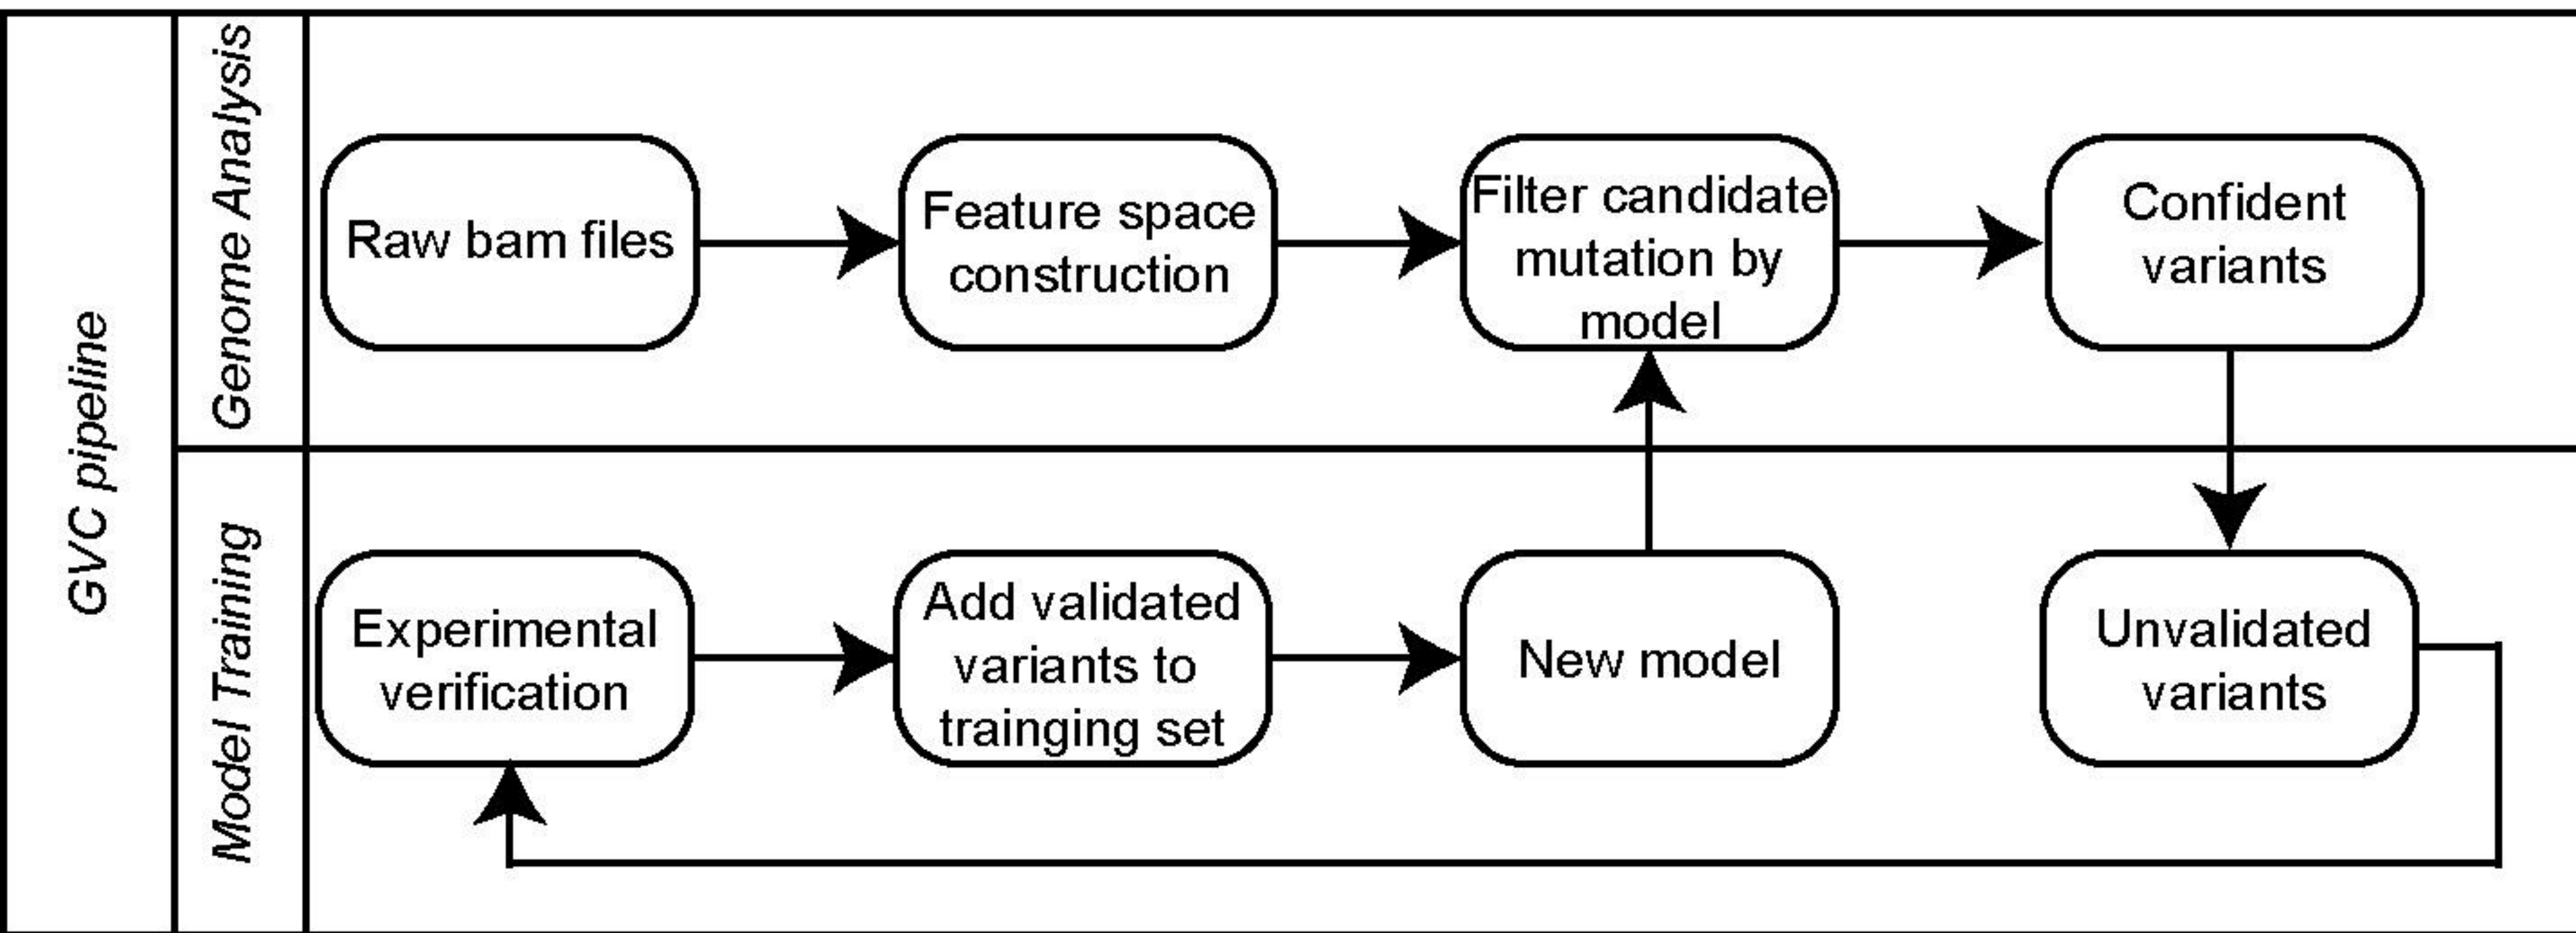 GVC pipeline
Genome Analysis
Raw bam files
Feature space
construction
Filter candidate
mutation by
model
Confident
variants
Model Training
Experimental
verification
Add validated
variants to
trainging set
New model
Unvalidated
variants